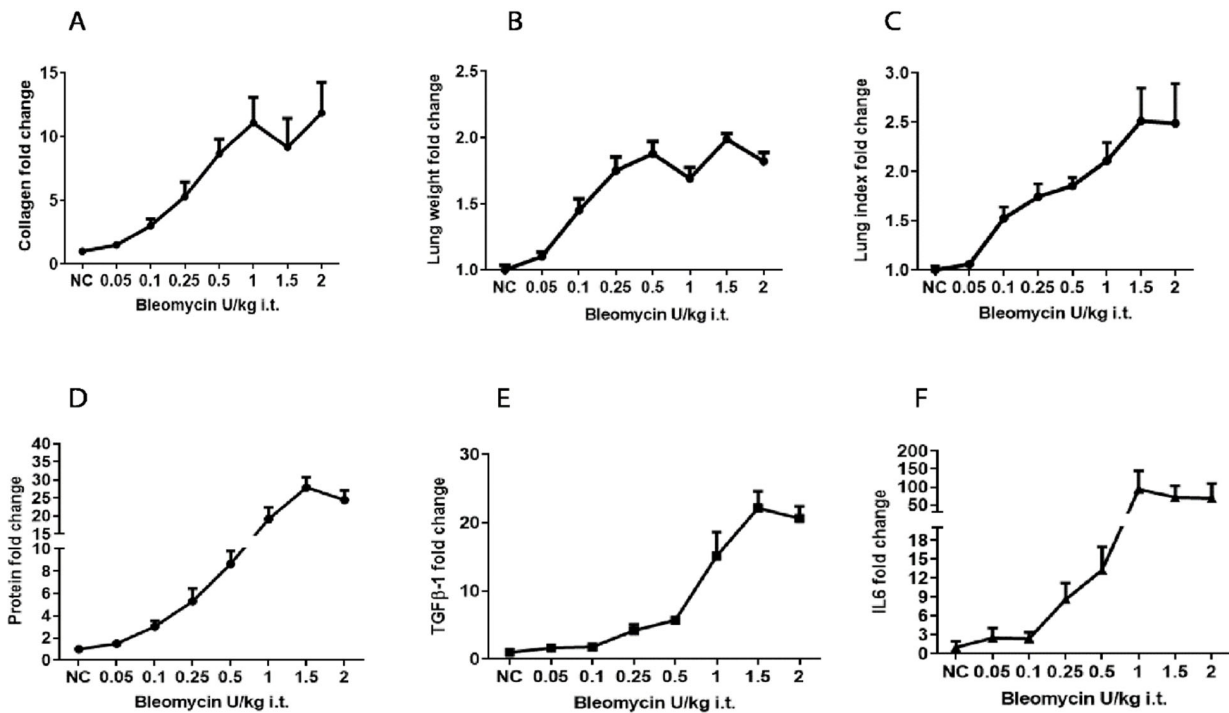 A
Collagen fold change
15
10
5
0
NC 0.05 0.1 0.25 0.5 1 1.5 2
Bleomycin U/kg i.t.
B
Lung weight fold change
2.5
2.0
1.5
1.0
NC 0.05 0.1 0.25 0.5 1 1.5 2
Bleomycin U/kg i.t.
C
Lung index fold change
3.0
2.5
2.0
1.5
1.0
NC 0.05 0.1 0.25 0.5 1 1.5 2
Bleomycin U/kg i.t.
D
Protein fold change
40
35
30
25
20
15
10
8
6
4
2
0
NC 0.05 0.1 0.25 0.5 1 1.5 2
Bleomycin U/kg i.t.
E
TGFβ-1 fold change
30
20
10
0
NC 0.05 0.1 0.25 0.5 1 1.5 2
Bleomycin U/kg i.t.
F
IL6 fold change
200
150
100
50
18
15
12
9
6
3
0
NC 0.05 0.1 0.25 0.5 1 1.5 2
Bleomycin U/kg i.t.